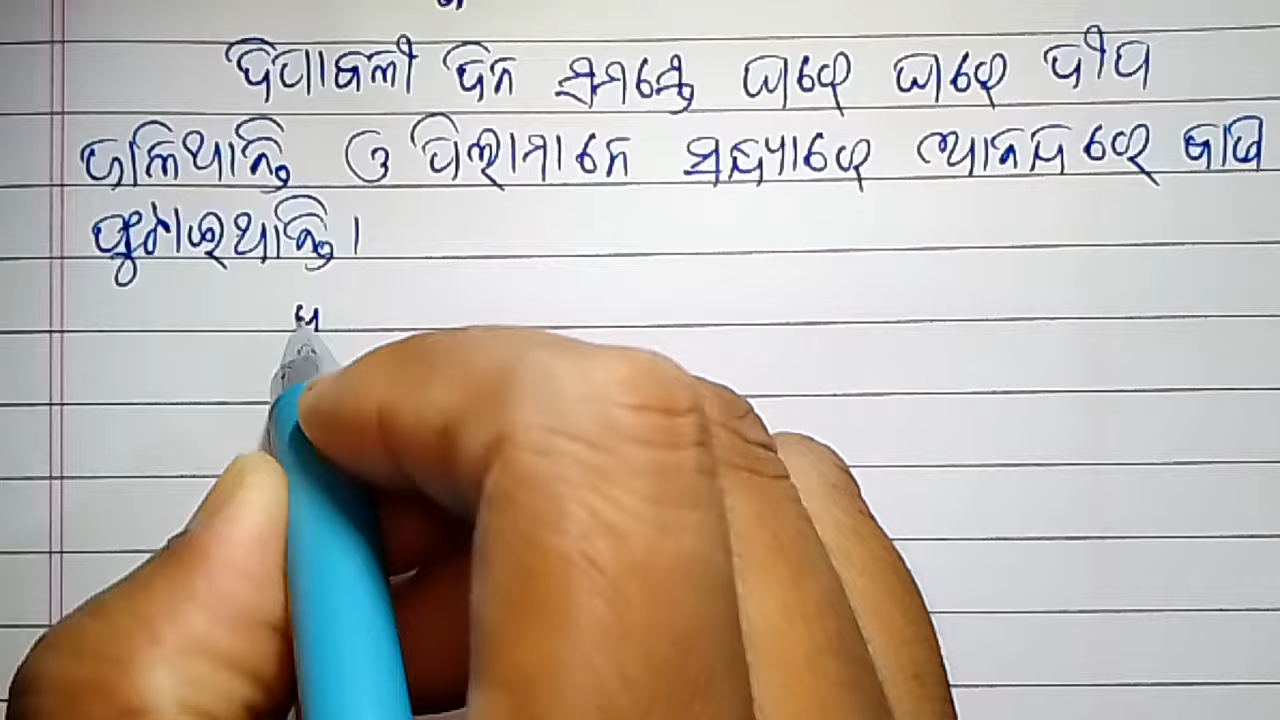 ଦିପାବଳୀ ଦିନ ସମସ୍ତେ ଘରେ ଘରେ ଦୀପ
ଜାଳିଥାନ୍ତି ଓ ପିଲାମାନେ ସନ୍ଧ୍ୟାରେ ଆନନ୍ଦରେ ବାଣ
ଫୁଟାଇଥାନ୍ତି ।